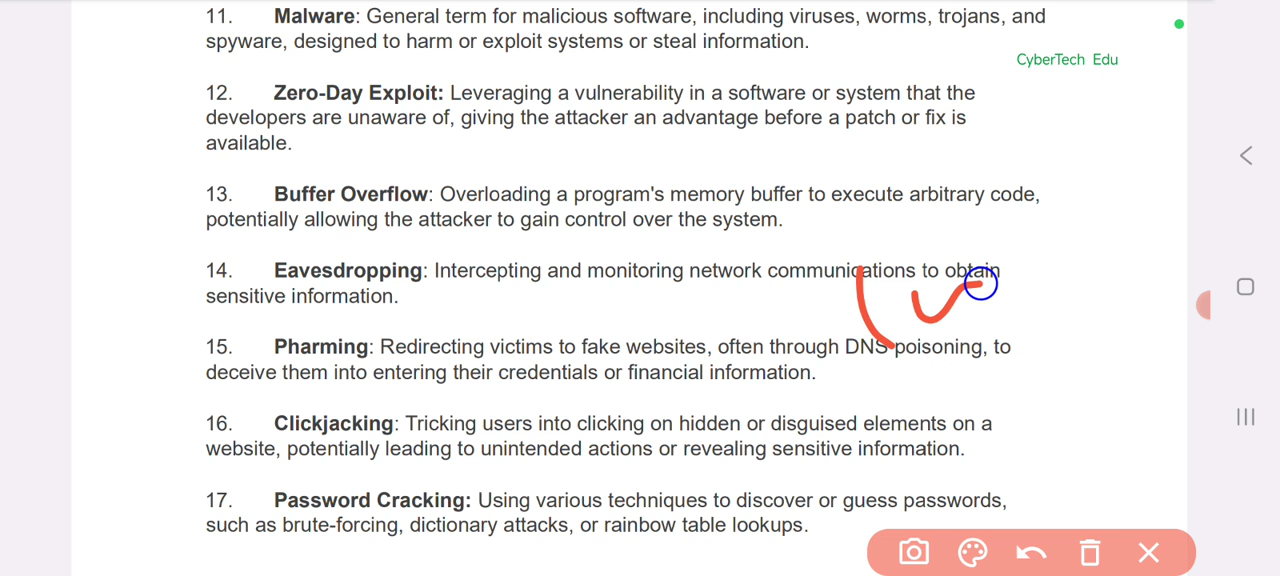 11. Malware: General term for malicious software, including viruses, worms, trojans, and
spyware, designed to harm or exploit systems or steal information.
CyberTech Edu
12. Zero-Day Exploit: Leveraging a vulnerability in a software or system that the
developers are unaware of, giving the attacker an advantage before a patch or fix is
available.
13. Buffer Overflow: Overloading a program's memory buffer to execute arbitrary code,
potentially allowing the attacker to gain control over the system.
14. Eavesdropping: Intercepting and monitoring network communications to obtain
sensitive information.
15. Pharming: Redirecting victims to fake websites, often through DNS poisoning, to
deceive them into entering their credentials or financial information.
16. Clickjacking: Tricking users into clicking on hidden or disguised elements on a
website, potentially leading to unintended actions or revealing sensitive information.
17. Password Cracking: Using various techniques to discover or guess passwords,
such as brute-forcing, dictionary attacks, or rainbow table lookups.